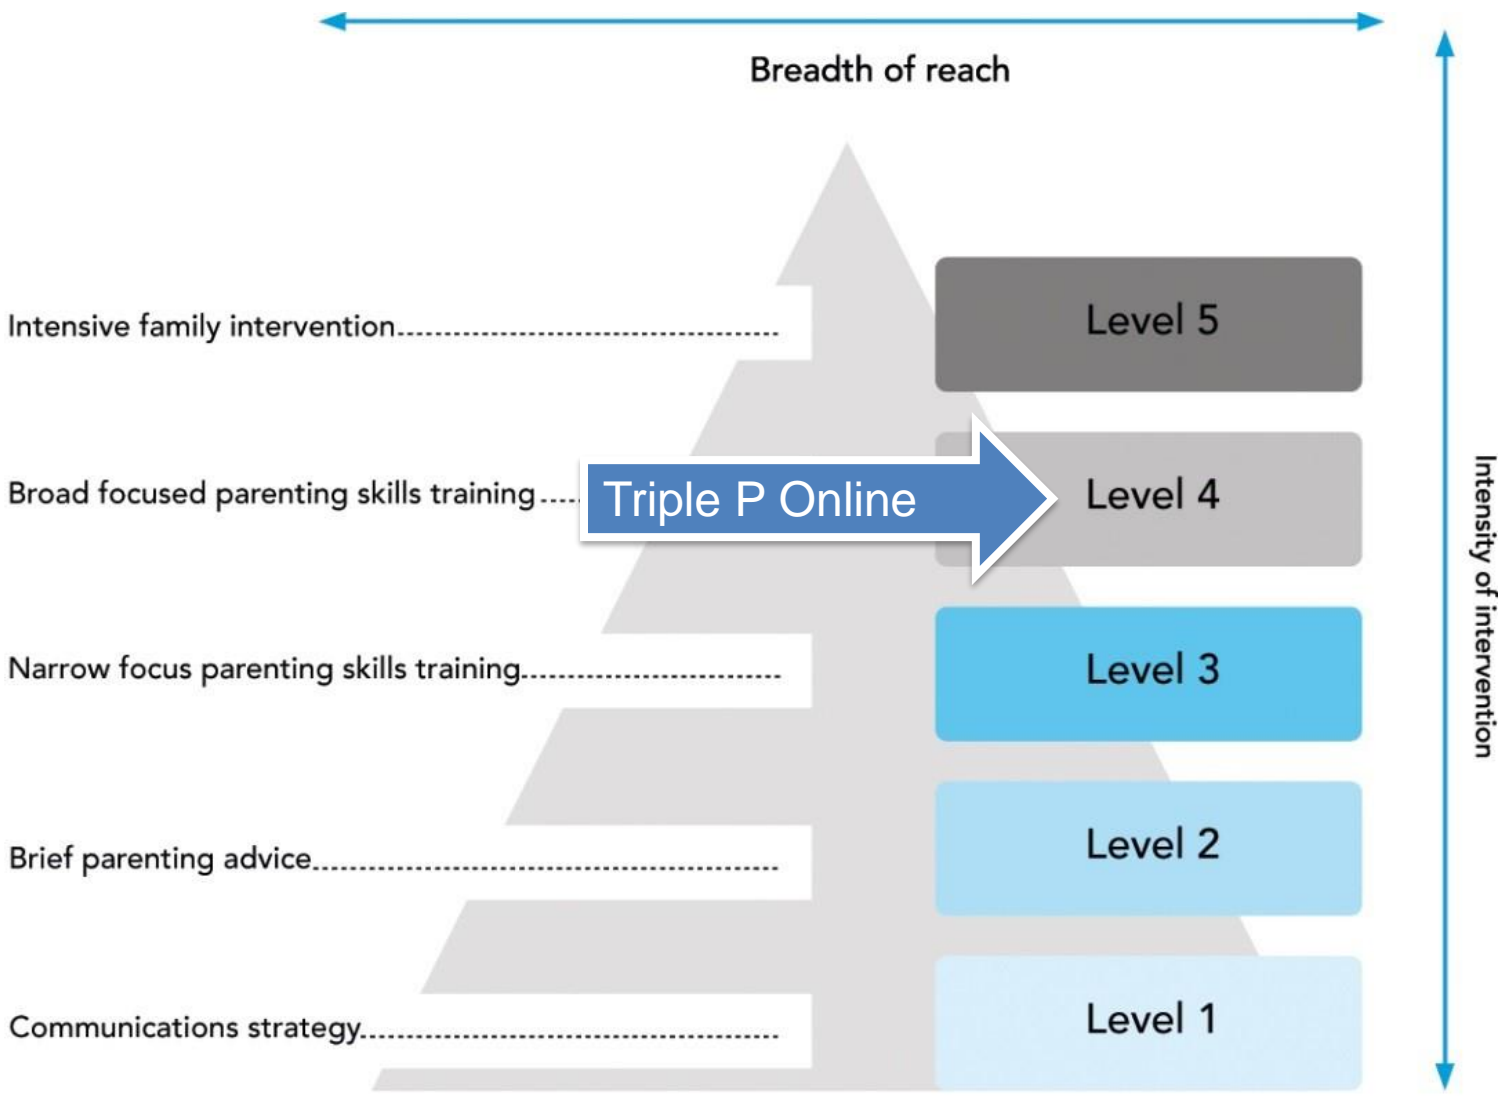 Breadth of reach
Intensive family intervention
Level 5
Broad focused parenting skills training
Triple P Online
Level 4
Narrow focus parenting skills training
Level 3
Brief parenting advice
Level 2
Communications strategy
Level 1
Intensity of intervention